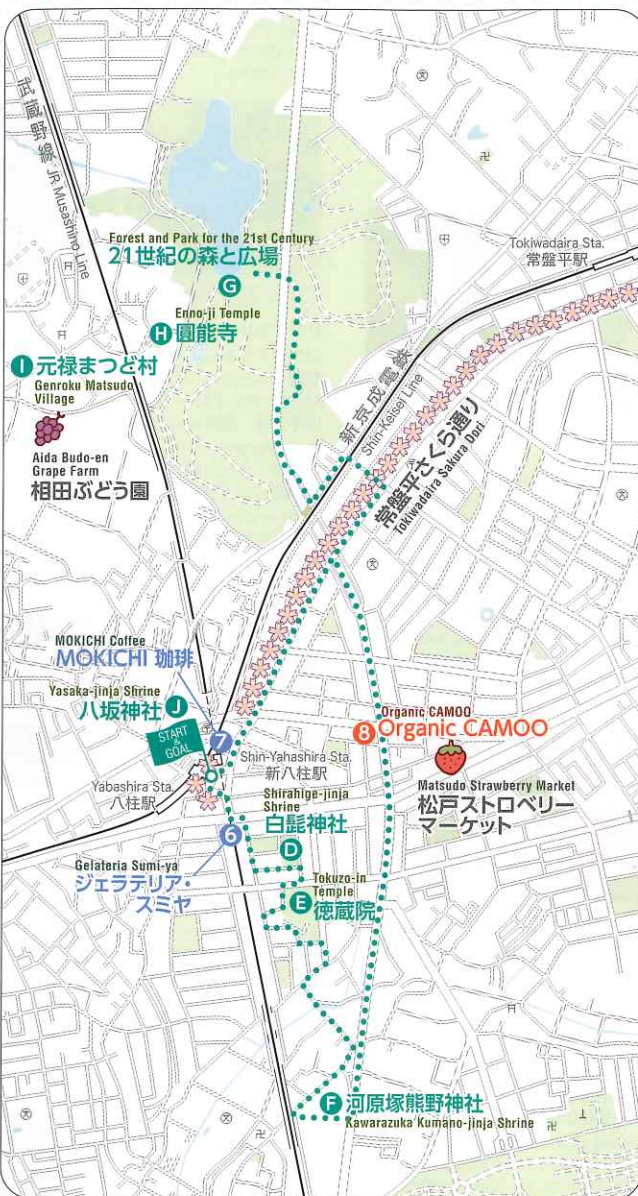 武蔵野線 JR Musashino Line
Forest and Park for the 21st Century
21世紀の森と広場
G
Tokiwadaira Sta.
常盤平駅
Enno-ji Temple
H 圓能寺
I 元禄まつど村
Genroku Matsudo
Village
Aida Budo-en
Grape Farm
相田ぶどう園
新京成電鉄
Shin-Keisei Line
常盤平さくら通り
Tokiwadaira Sakura Dori
MOKICHI Coffee
MOKICHI 珈琲
Yasaka-jinja Shrine
八坂神社 J
START
&
GOAL
7
Organic CAMOO
8 Organic CAMOO
Shin-Yahashira Sta.
新八柱駅
Yabashira Sta.
八柱駅
Matsudo Strawberry Market
松戸ストロベリー
マーケット
Shirahige-jinja
Shrine
白髭神社
D
6
Gelateria Sumi-ya
ジェラテリア・
スミヤ
Tokuzo-in
Temple
E 徳蔵院
F 河原塚熊野神社
Kawarazuka Kumano-jinja Shrine